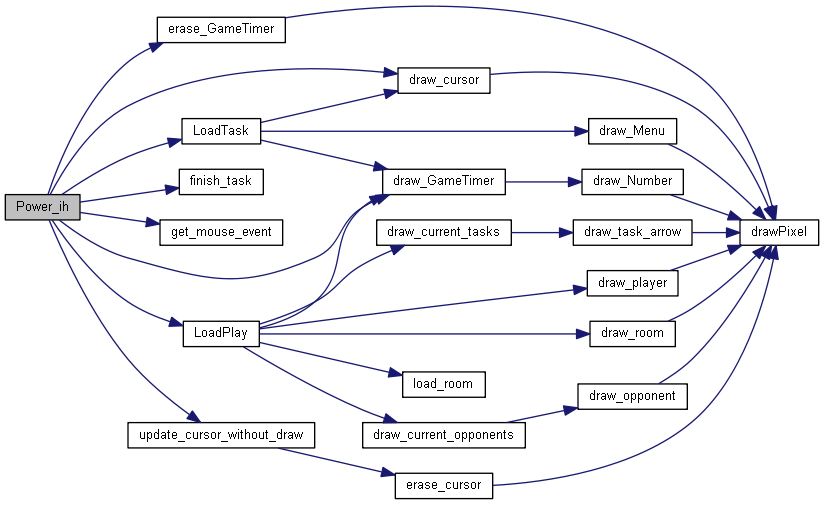 erase_GameTimer
draw_cursor
LoadTask
draw_Menu
finish_task
draw_GameTimer
draw_Number
Power_ih
get_mouse_event
draw_current_tasks
draw_task_arrow
drawPixel
draw_player
LoadPlay
draw_room
load_room
draw_opponent
update_cursor_without_draw
draw_current_opponents
erase_cursor